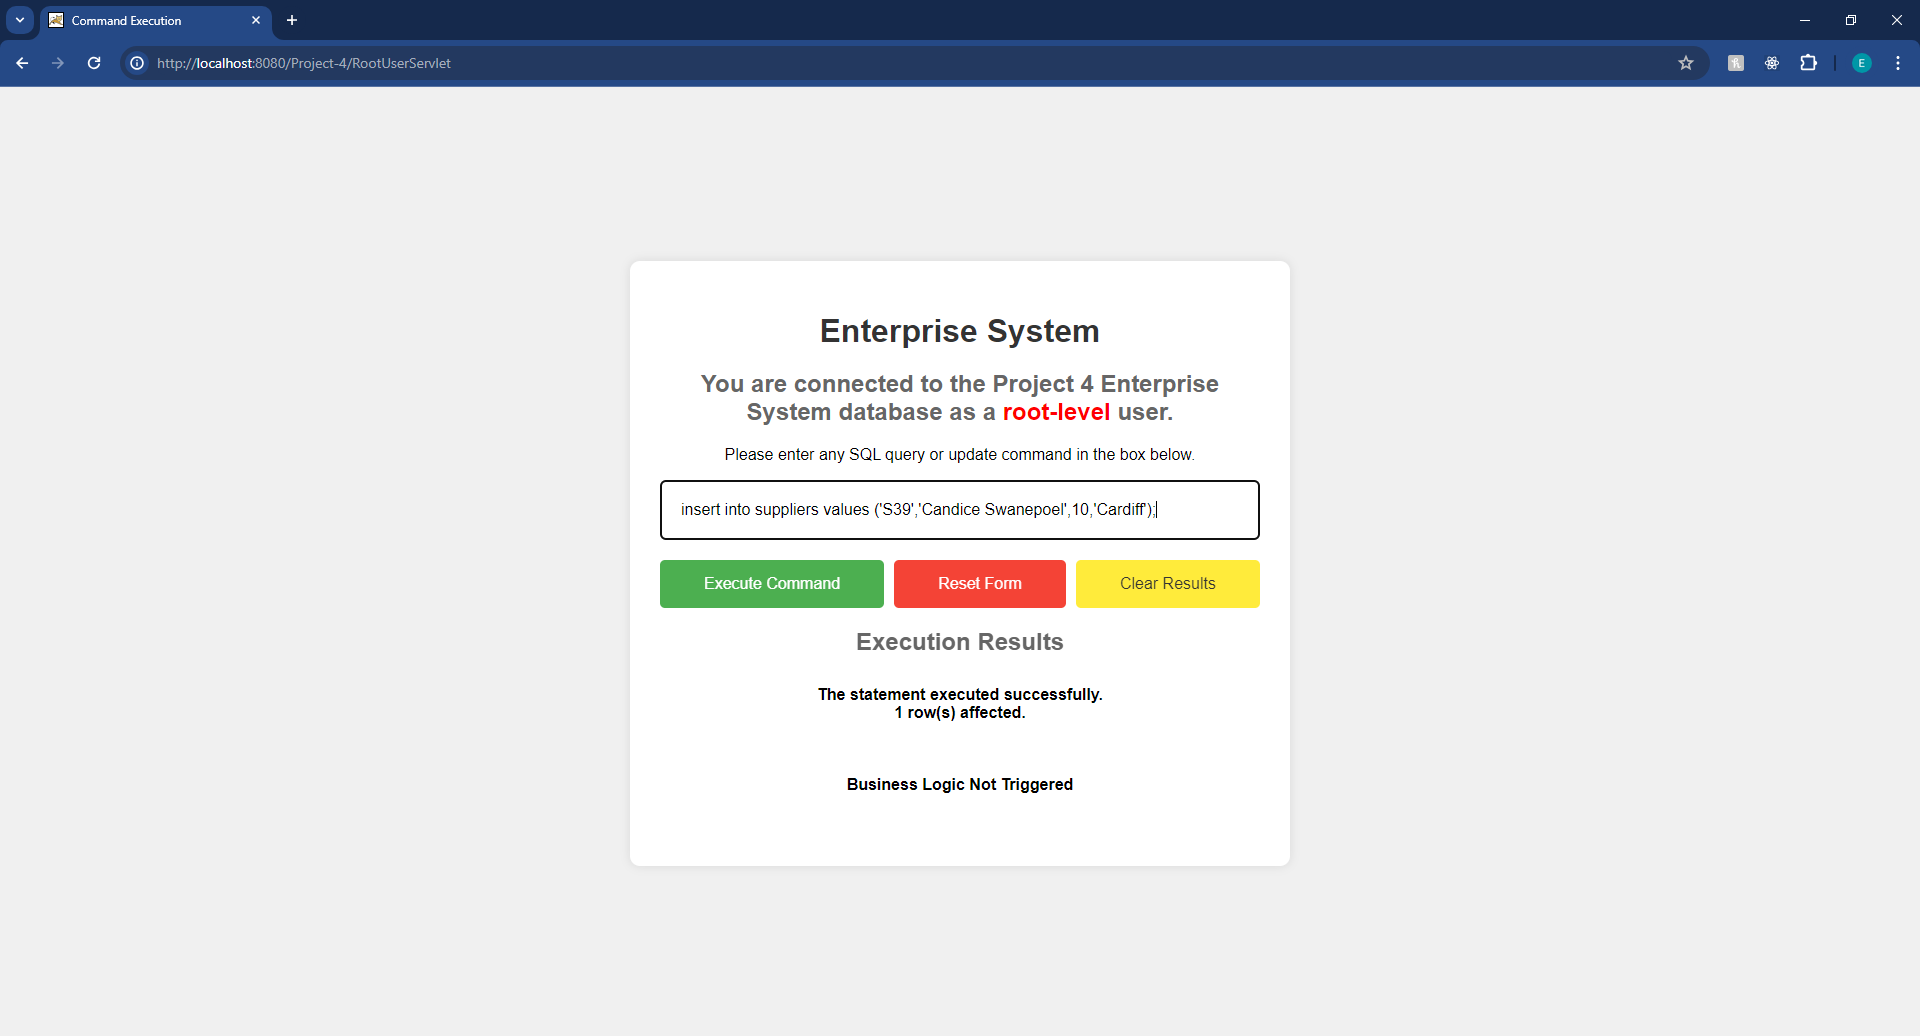 Command Execution
http://localhost:8080/Project-4/RootUserServlet
E
Enterprise System
You are connected to the Project 4 Enterprise
System database as a root-level user.
Please enter any SQL query or update command in the box below.
insert into suppliers values ('S39','Candice Swanepoel',10,'Cardiff');
Execute Command
Reset Form
Clear Results
Execution Results
The statement executed successfully.
1 row(s) affected.
Business Logic Not Triggered